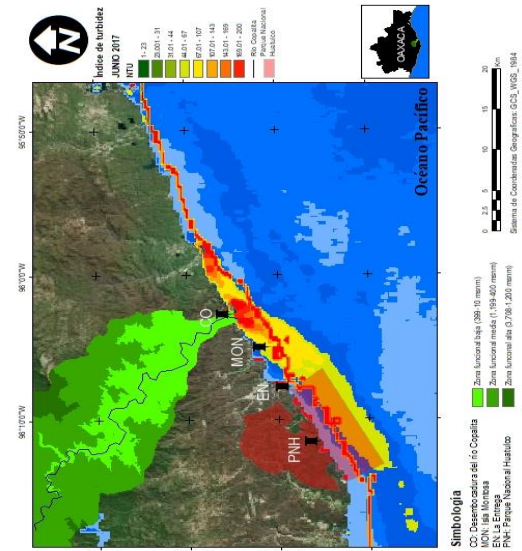 N
Índice de turbidez
JUNIO 2017
NTU
1 - 23
23.001 - 31
31.01 - 44
44.01 - 67
67.01 - 107
107.01 - 143
143.01 - 169
169.01 - 200
Río Copalita
Parque Nacional
Huatulco
OAXACA
95°50'0"W
96°0'0"W
96°10'0"W
CO
MON
EN
PNH
Océano Pacífico
Simbología
CO: Desembocadura del río Copalita
MON: Isla Montosa
EN: La Entrega
PNH: Parque Nacional Huatulco
Zona funcional baja (399-10 msnm)
Zona funcional media (1,199-400 msnm)
Zona funcional alta (3,708-1,200 msnm)
0 2.5 5 10 15 20
Km
Sistema de Coordenadas Geograficas: GCS_WGS_1984